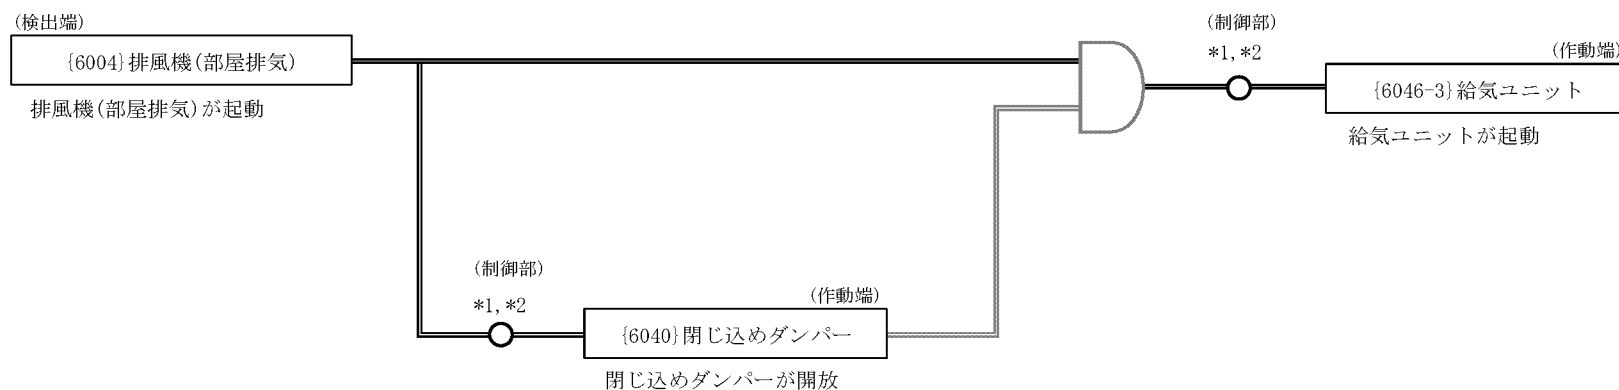 (検出端)
{6004}排風機(部屋排気)
排風機(部屋排気)が起動
(制御部)
*1,*2
(作動端)
{6046-3}給気ユニット
給気ユニットが起動
(制御部)
*1,*2
(作動端)
{6040}閉じ込めダンパー
閉じ込めダンパーが開放